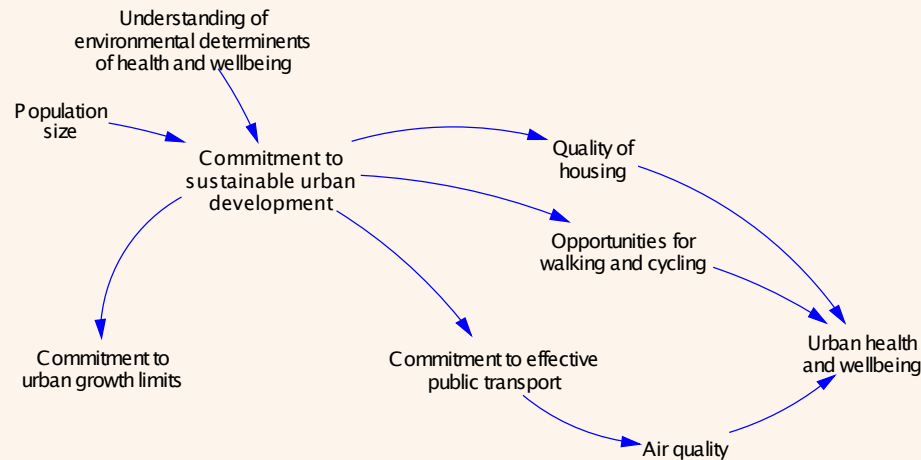 Understanding of
environmental determinents
of health and wellbeing
Population
size
Commitment to
sustainable urban
development
Quality of
housing
Opportunities for
walking and cycling
Commitment to
urban growth limits
Commitment to effective
public transport
Urban health
and wellbeing
Air quality